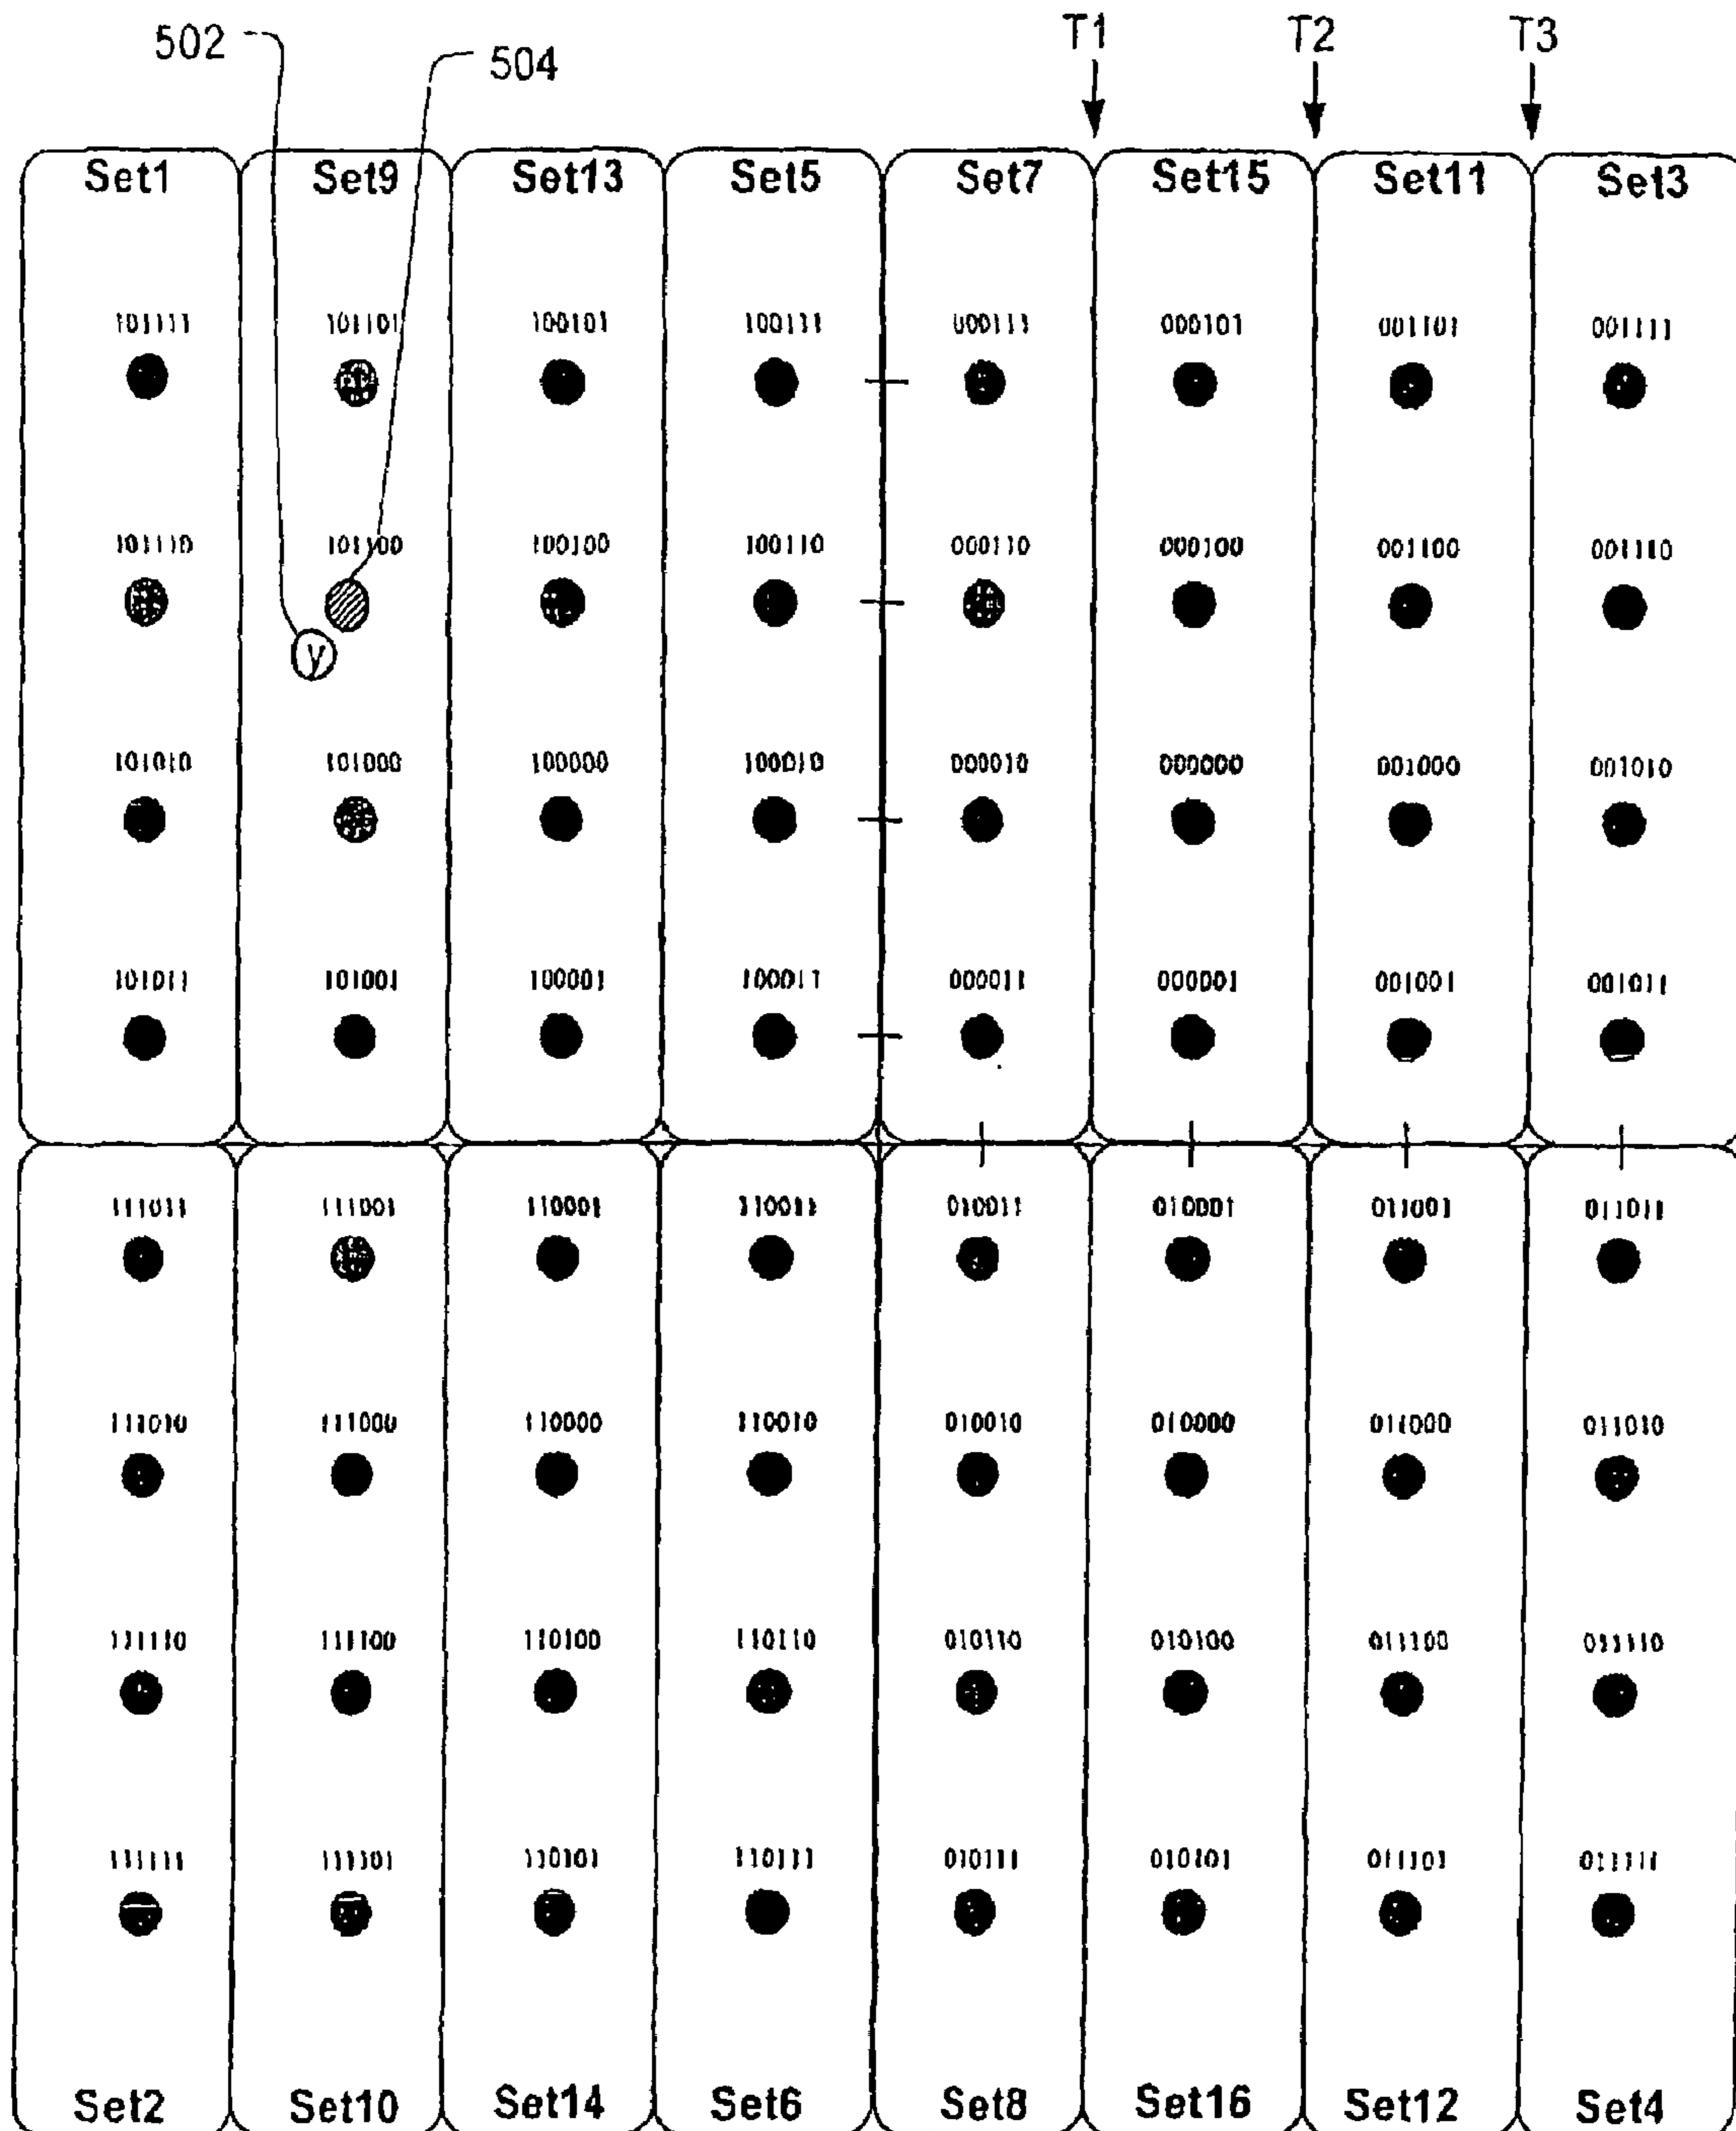 502 504 T1 T2 T3
Set1 Set9 Set13 Set5 Set7 Set15 Set11 Set3
101111 101101 100101 100111 000111 000101 001101 001111
101110 101100 100100 100110 000110 000100 001100 001110
y
101010 101000 100000 100010 000010 000000 001000 001010
101011 101001 100001 100011 000011 000001 001001 001011
111011 111001 110001 110011 010011 010001 011001 011011
111010 111000 110000 110010 010010 010000 011000 011010
111110 111100 110100 110110 010110 010100 011100 011110
111111 111101 110101 110111 010111 010101 011101 011111
Set2 Set10 Set14 Set6 Set8 Set16 Set12 Set4